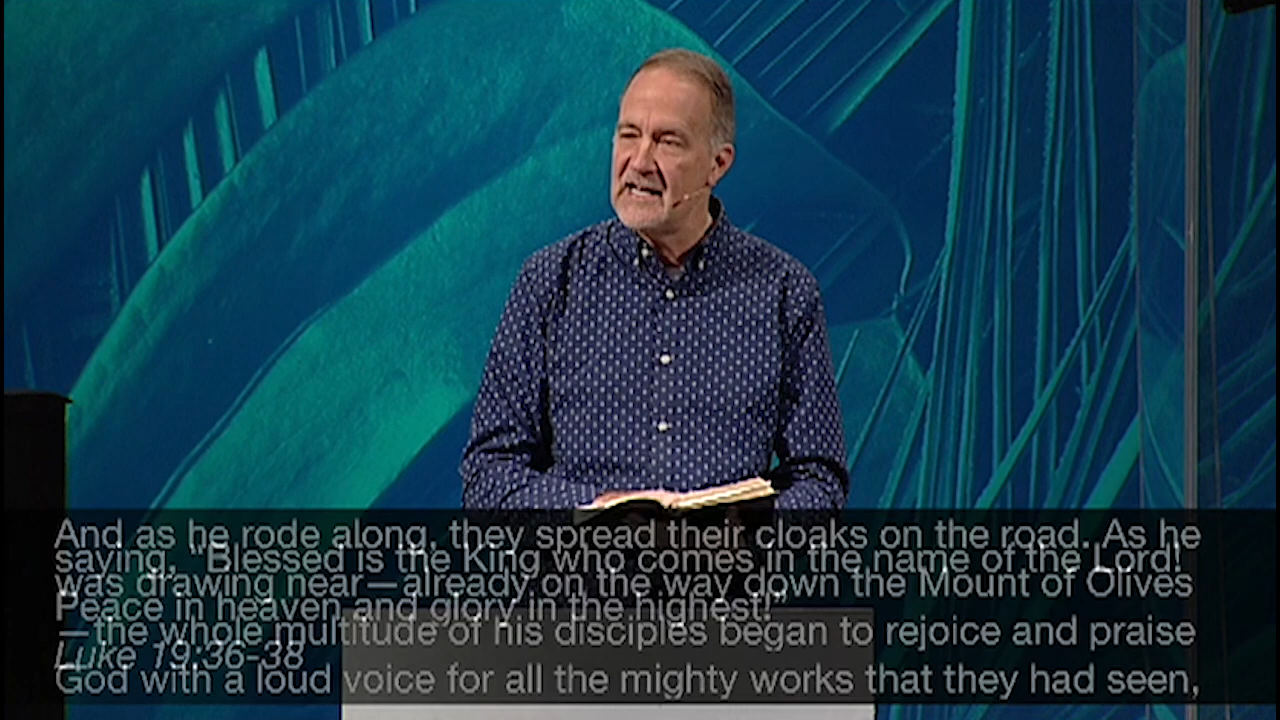 And as he rode along, they spread their cloaks on the road. As he
was drawing near—already on the way down the Mount of Olives
—the whole multitude of his disciples began to rejoice and praise
God with a loud voice for all the mighty works that they had seen,
saying, "Blessed is the King who comes in the name of the Lord!
Peace in heaven and glory in the highest!"
Luke 19:36-38